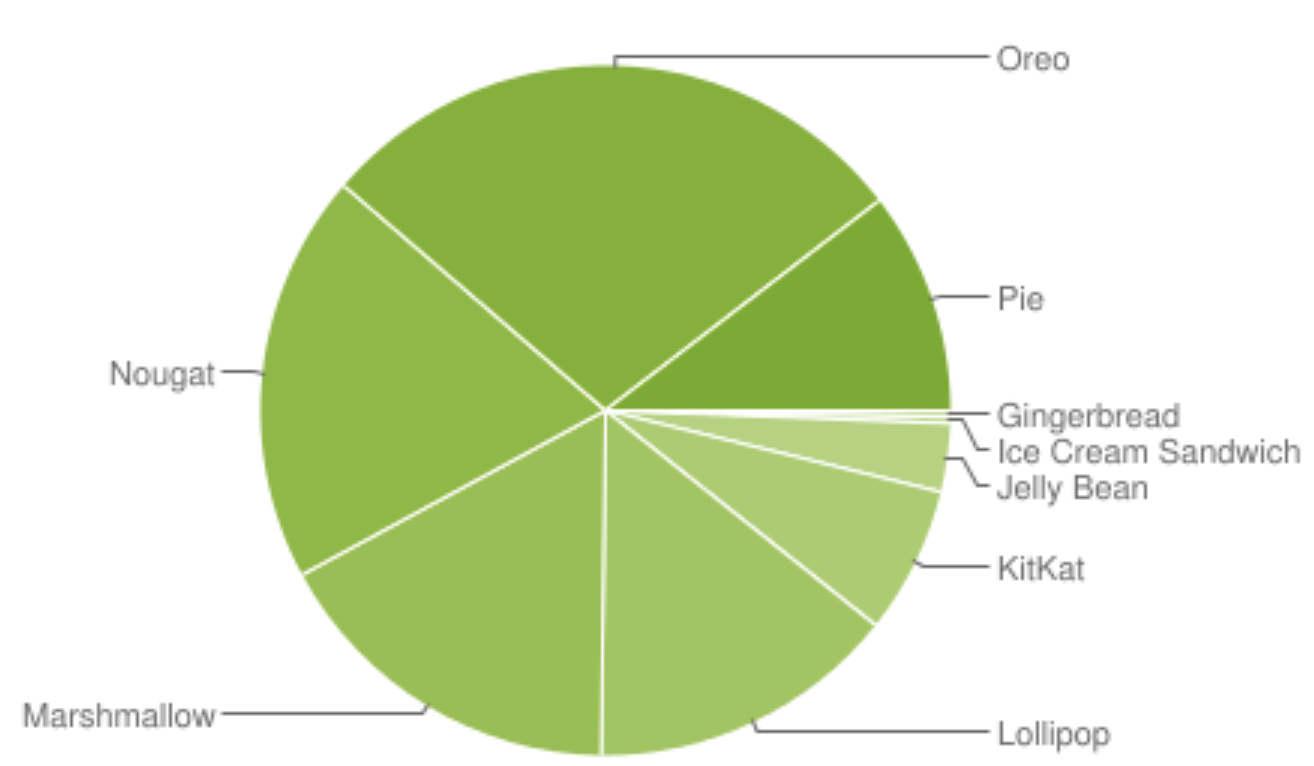 Oreo
Pie
Nougat
Gingerbread
Ice Cream Sandwich
Jelly Bean
KitKat
Marshmallow
Lollipop